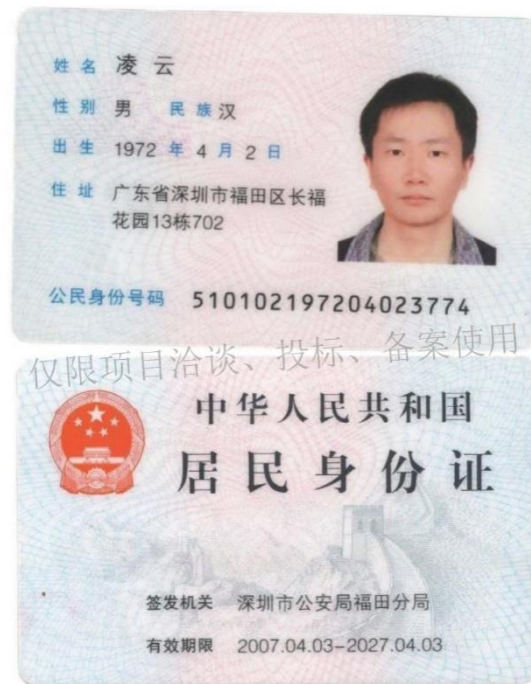 姓名 凌云
性别 男 民族 汉
出生 1972 年 4 月 2 日
住址 广东省深圳市福田区长福
花园13栋702
公民身份号码 510102197204023774
仅限项目洽谈、投标、备案使用
中华人民共和国
居民身份证
签发机关 深圳市公安局福田分局
有效期限 2007.04.03-2027.04.03